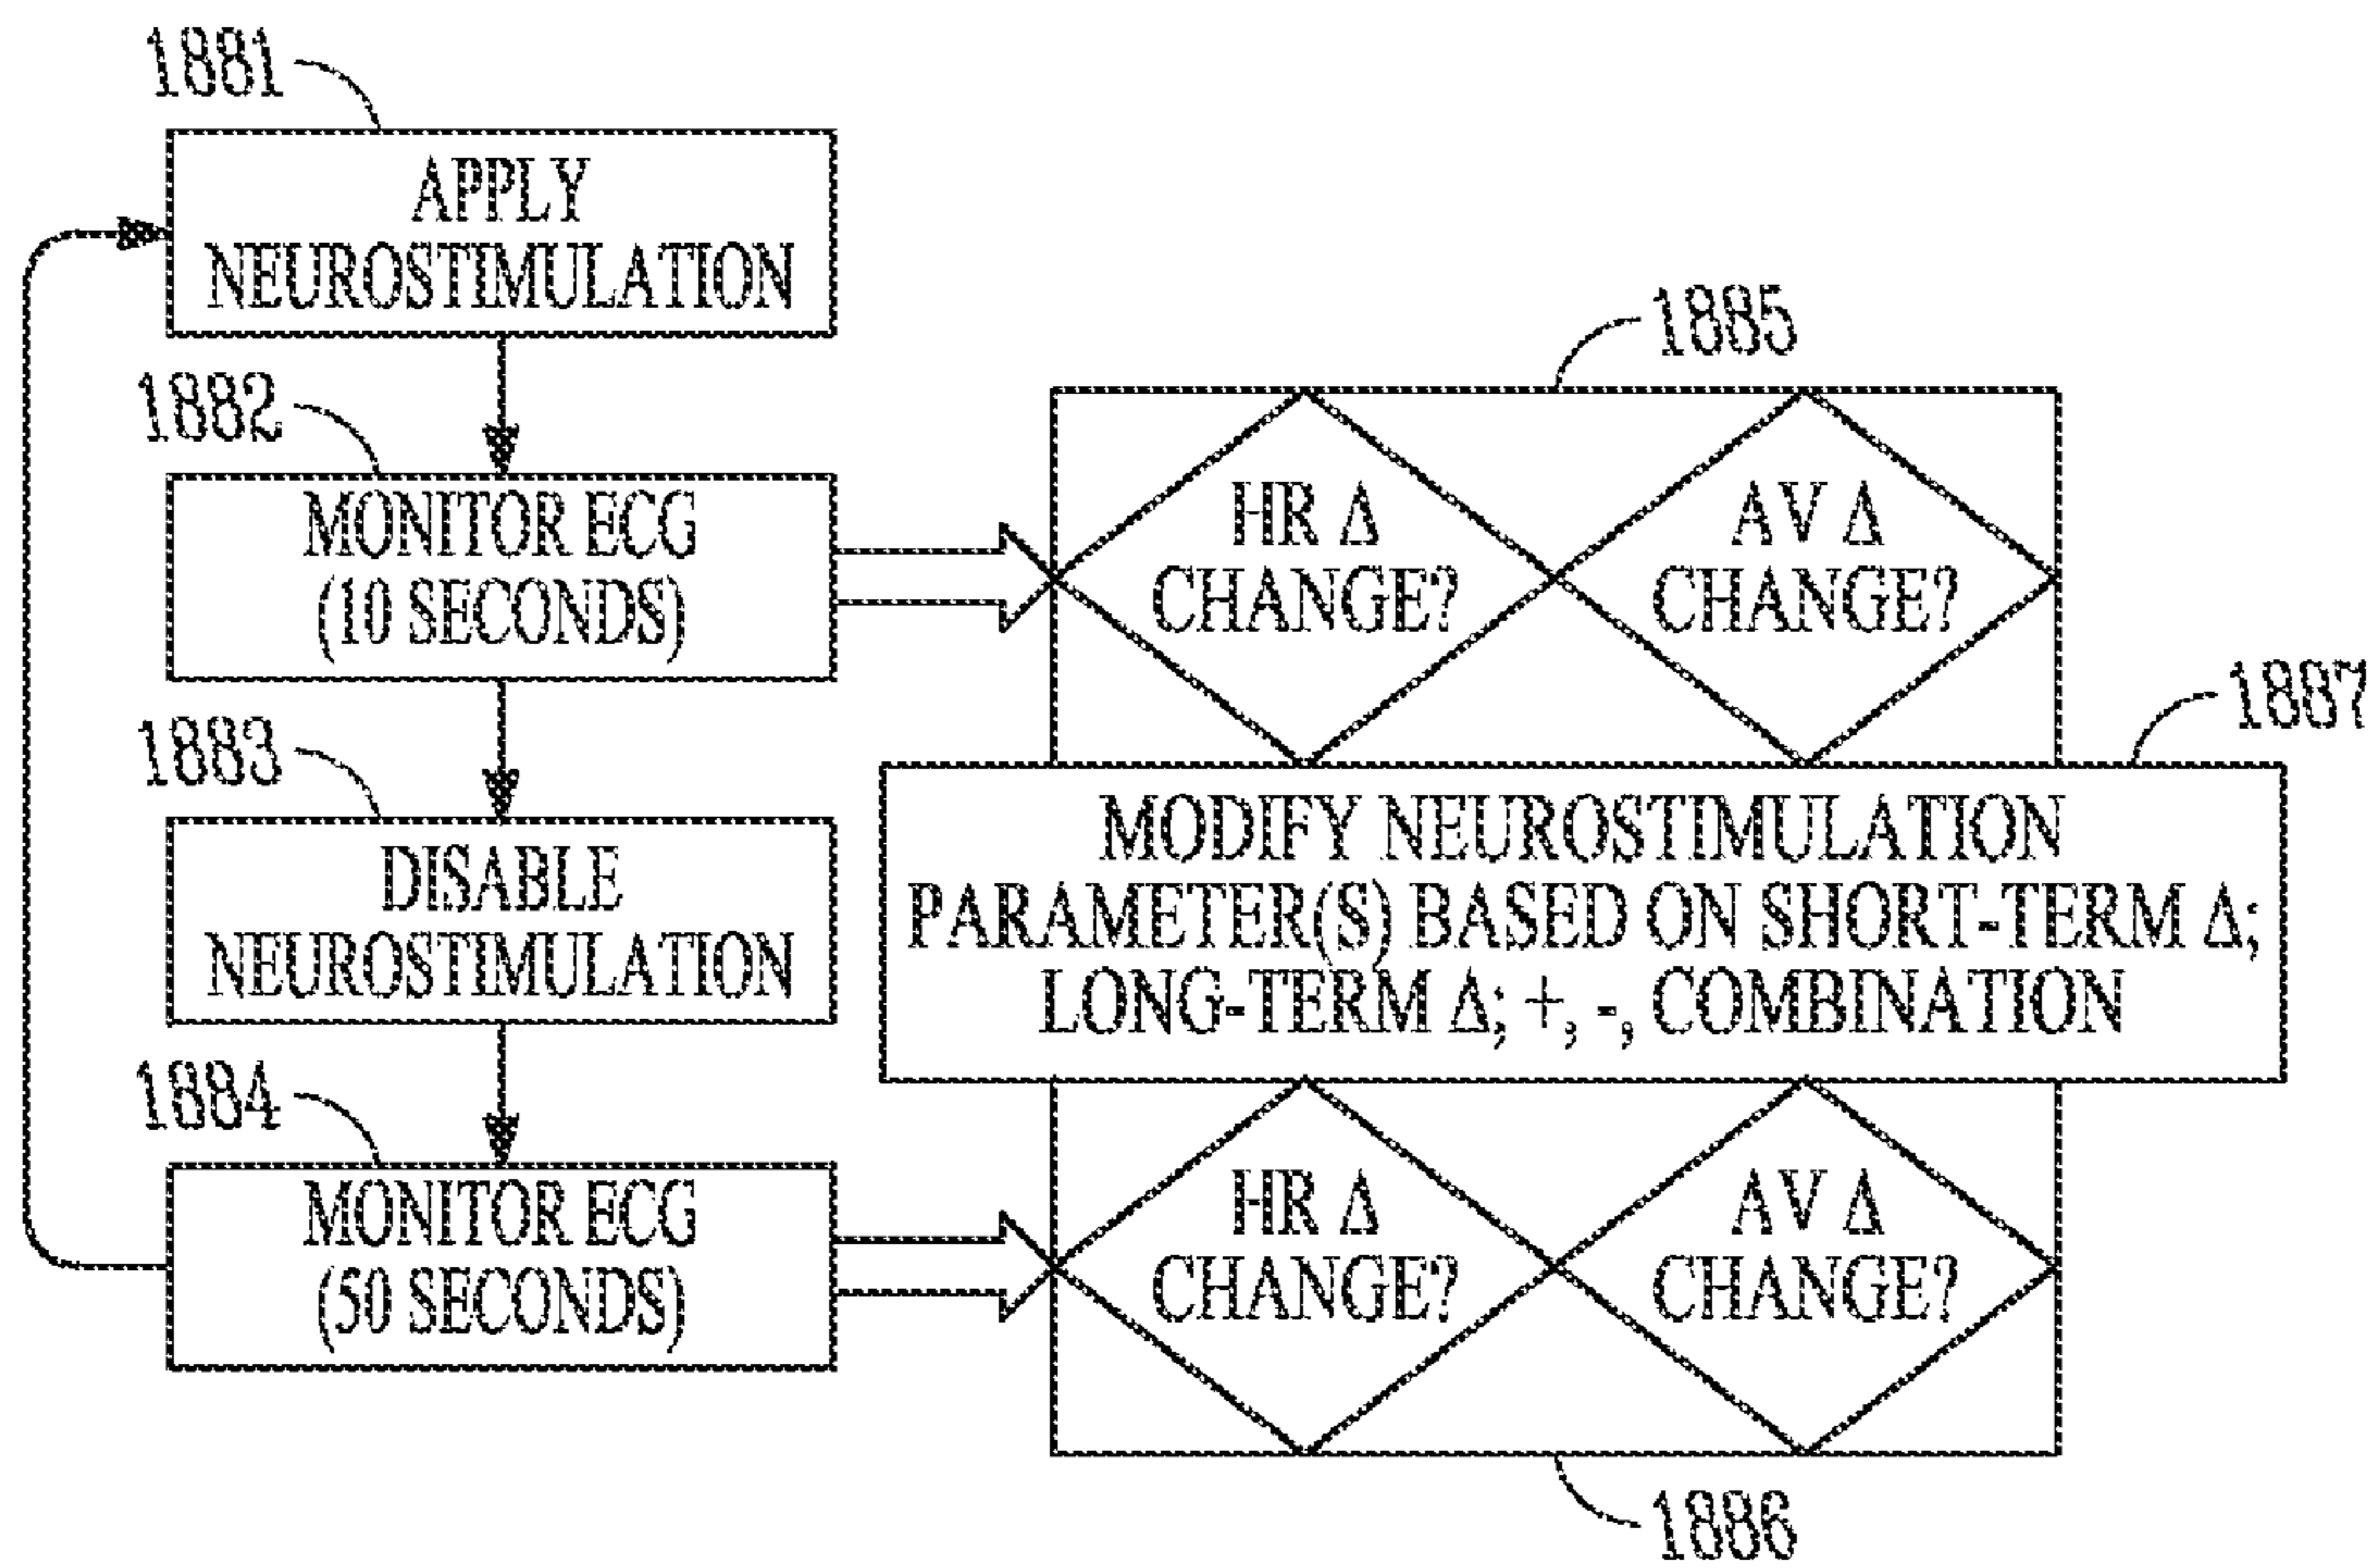 1881
APPLY
NEUROSTIMULATION
1882
MONITOR ECG
(10 SECONDS)
1883
DISABLE
NEUROSTIMULATION
1884
MONITOR ECG
(50 SECONDS)
1885
HR Δ
CHANGE?
AV Δ
CHANGE?
1887
MODIFY NEUROSTIMULATION
PARAMETER(S) BASED ON SHORT-TERM Δ;
LONG-TERM Δ; +, -, COMBINATION
HR Δ
CHANGE?
AV Δ
CHANGE?
1886